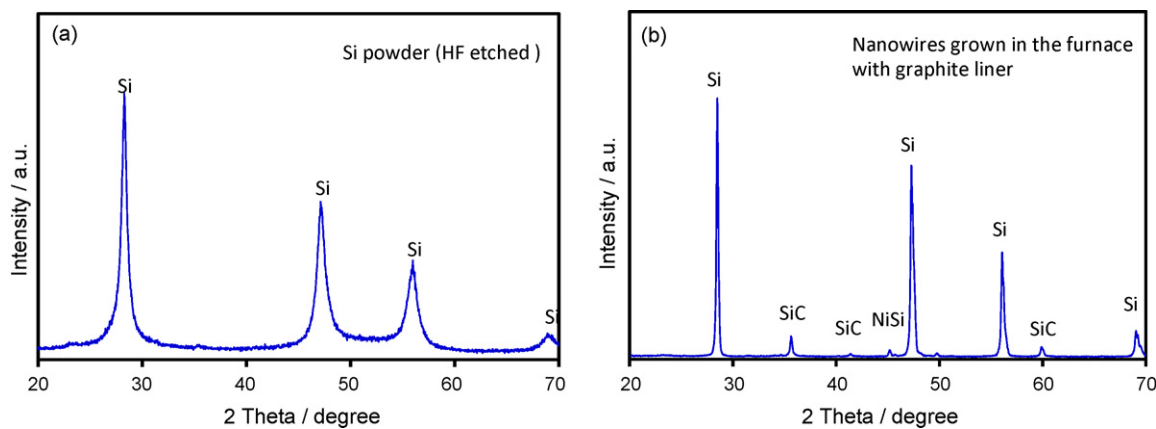 (a)
Si powder (HF etched )
Si
Si
Si
Si
Intensity / a.u.
20 30 40 50 60 70
2 Theta / degree
(b)
Nanowires grown in the furnace
with graphite liner
Si
Si
Si
SiC
SiC
NiSi
SiC
Si
Intensity / a.u.
20 30 40 50 60 70
2 Theta / degree